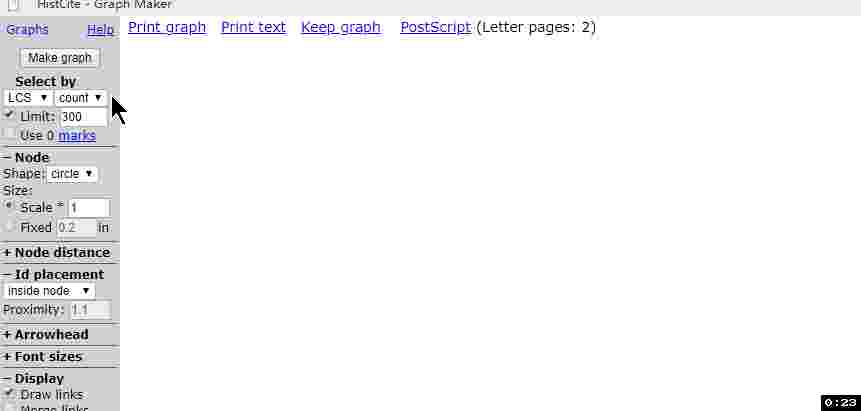 HistCite - Graph Maker
Graphs Help Print graph Print text Keep graph PostScript (Letter pages: 2)
Make graph
Select by
LCS count
Limit: 300
Use 0 marks
− Node
Shape: circle
Size:
Scale * 1
Fixed 0.2 in
+ Node distance
− Id placement
inside node
Proximity: 1.1
+ Arrowhead
+ Font sizes
− Display
Draw links
Merge links
0:23